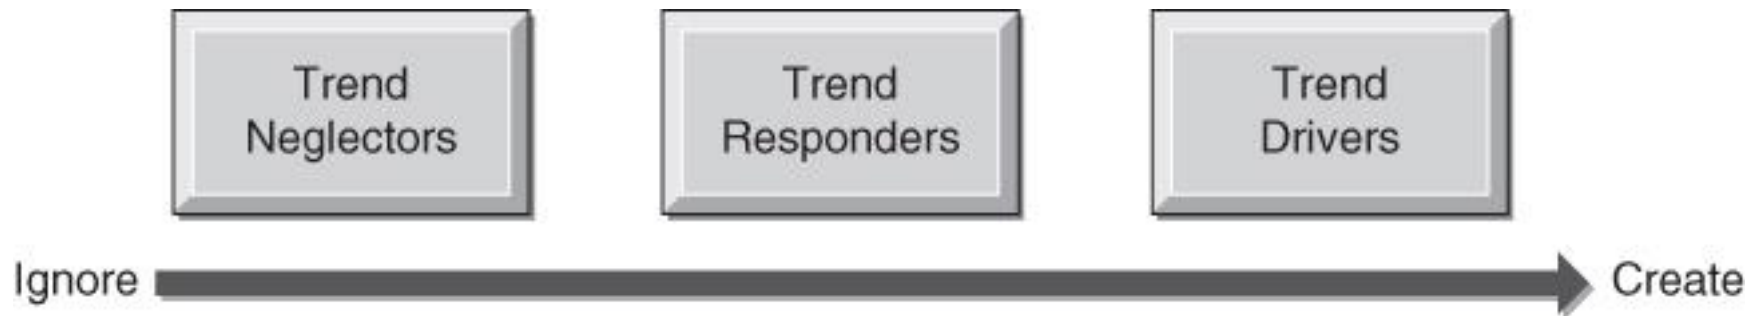 Trend
Neglectors
Trend
Responders
Trend
Drivers
Ignore
Create